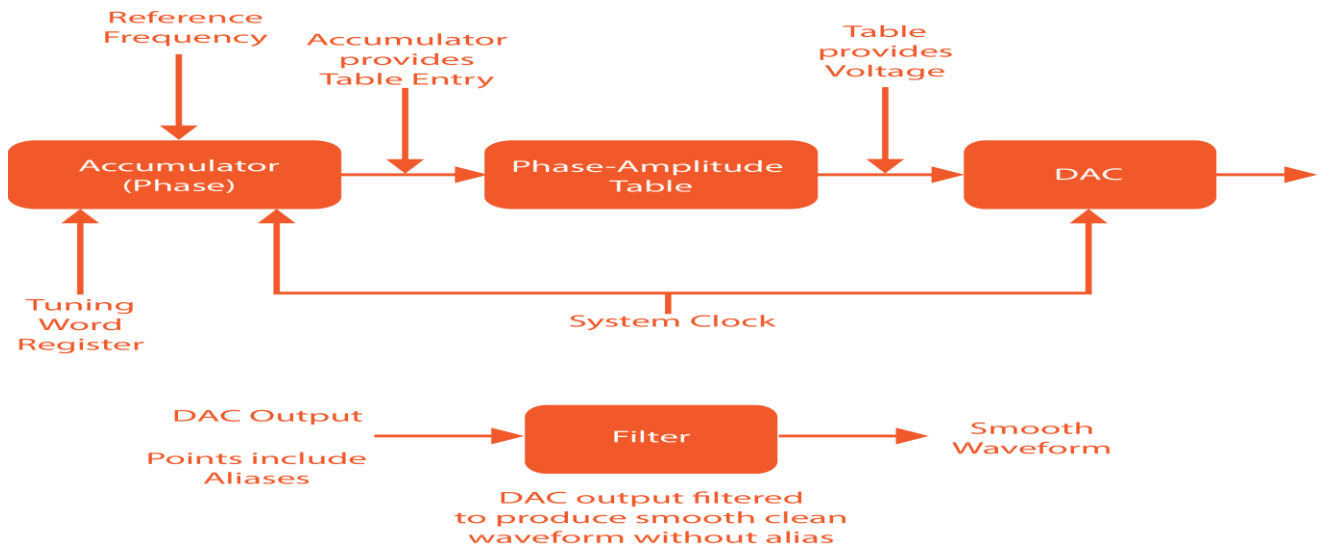 Reference
Frequency
Accumulator
provides
Table Entry
Table
provides
Voltage
Accumulator
(Phase)
Phase-Amplitude
Table
DAC
Tuning
Word
Register
System Clock
DAC Output
Points include
Aliases
Filter
Smooth
Waveform
DAC output filtered
to produce smooth clean
waveform without alias